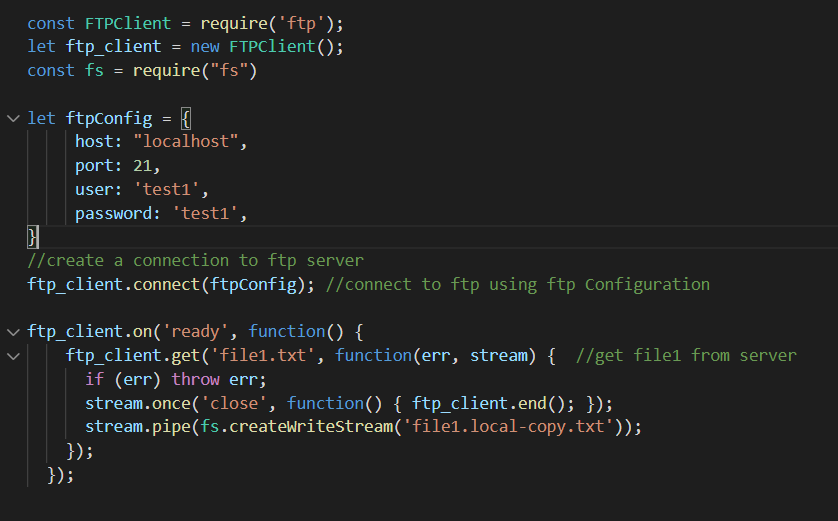 const FTPClient = require('ftp');
let ftp_client = new FTPClient();
const fs = require("fs")
let ftpConfig = {
host: "localhost",
port: 21,
user: 'test1',
password: 'test1',
}
//create a connection to ftp server
ftp_client.connect(ftpConfig); //connect to ftp using ftp Configuration
ftp_client.on('ready', function() {
ftp_client.get('file1.txt', function(err, stream) {  //get file1 from server
if (err) throw err;
stream.once('close', function() { ftp_client.end(); });
stream.pipe(fs.createWriteStream('file1.local-copy.txt'));
});
});